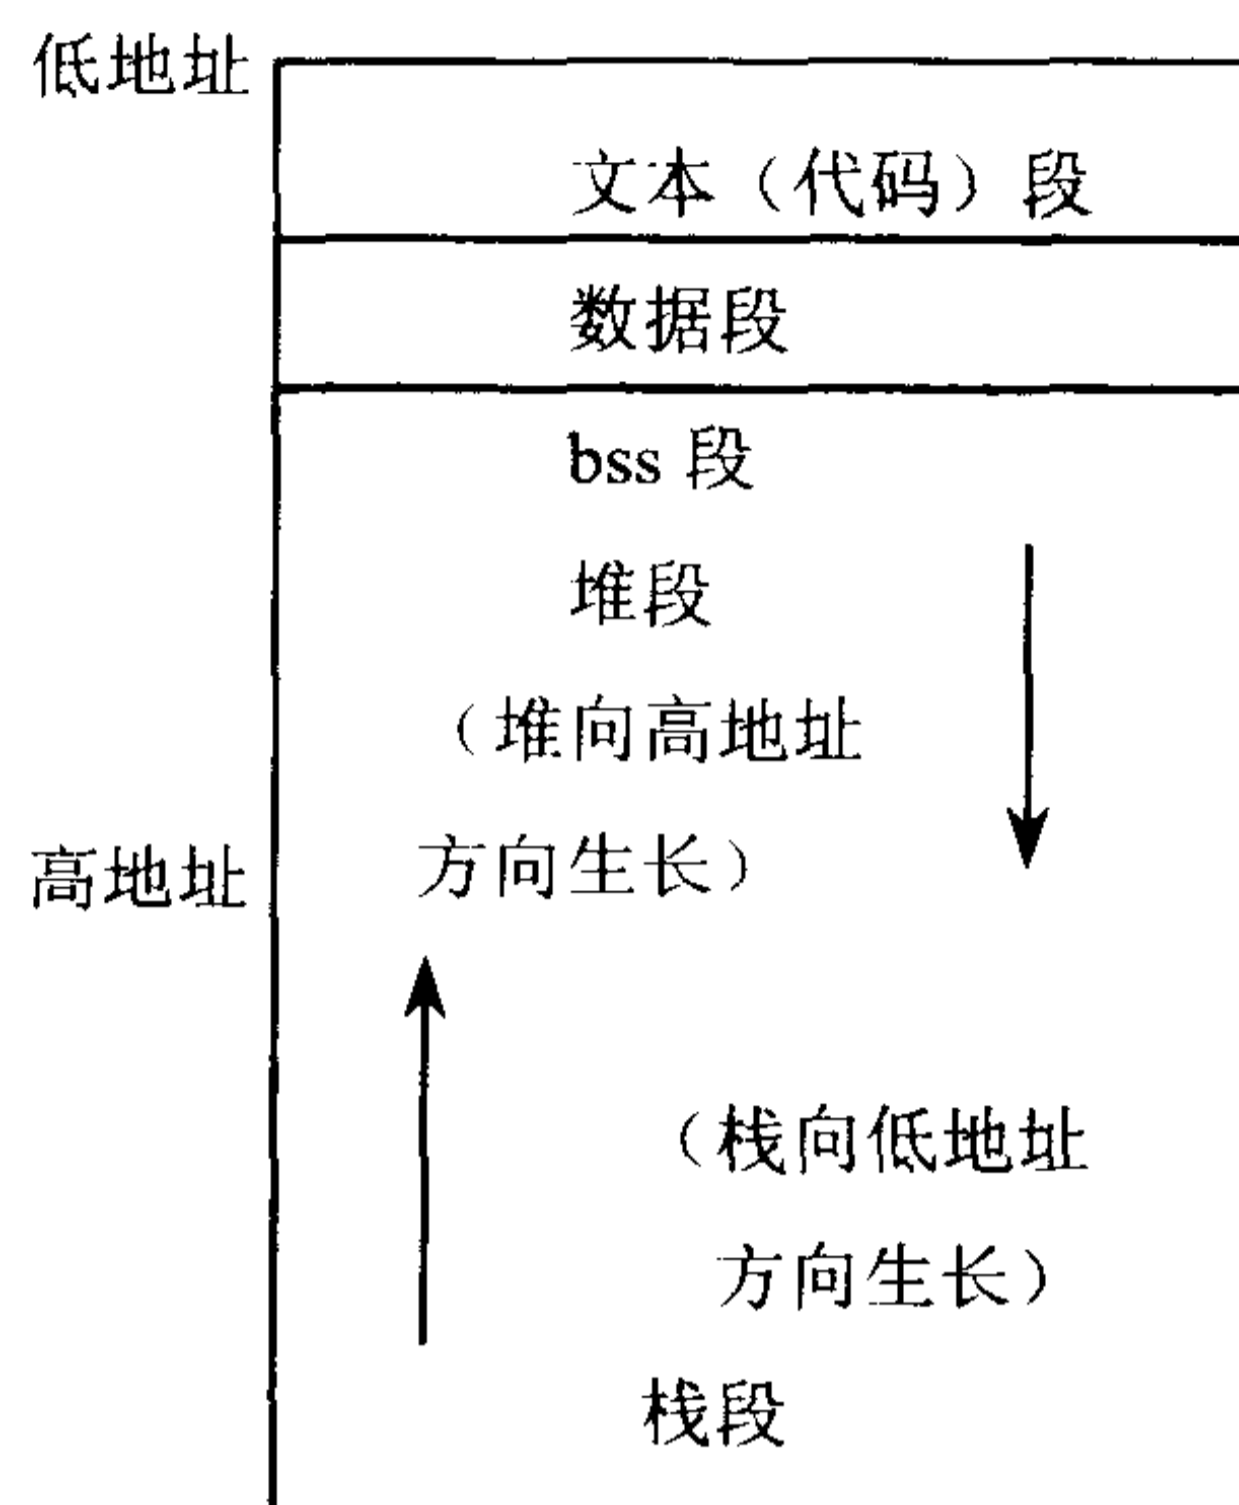 低地址
文本（代码）段
数据段
bss 段
堆段
（堆向高地址
方向生长）
高地址
（栈向低地址
方向生长）
栈段